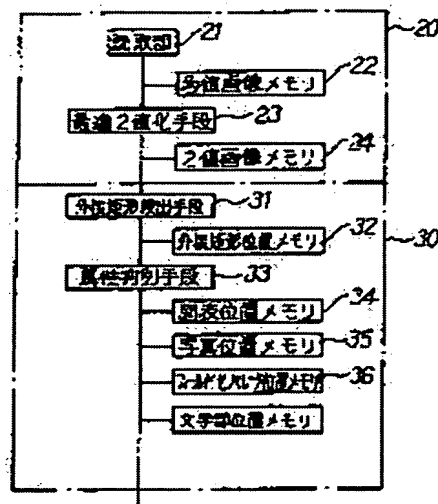 読取部 21
20
多値画像メモリ 22
最適2値化手段 23
2値画像メモリ 24
外接矩形検出手段 31
外接矩形位置メモリ 32
30
属性判別手段 33
図表位置メモリ 34
写真位置メモリ 35
36
文字部位置メモリ